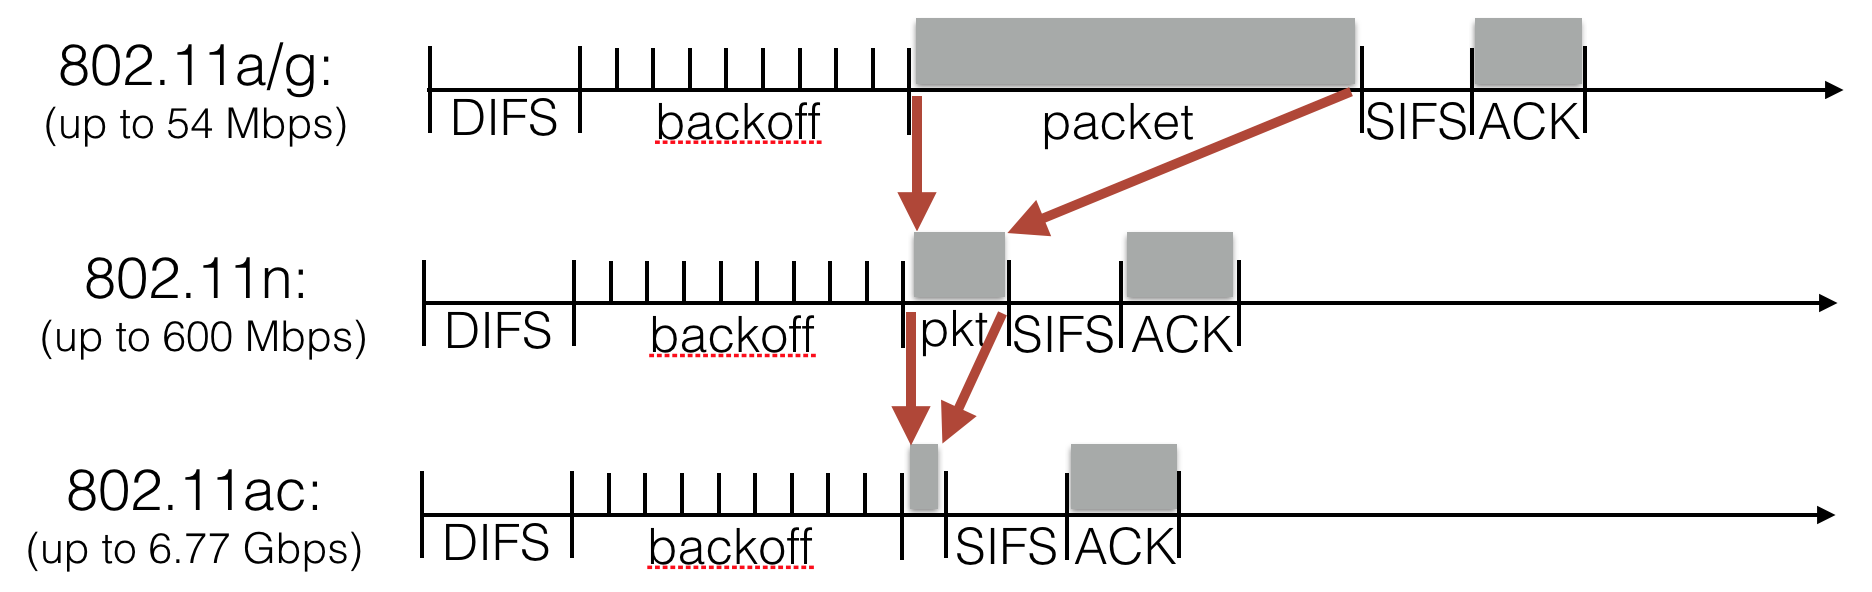 802.11a/g:
(up to 54 Mbps)
DIFS backoff packet SIFS ACK
802.11n:
(up to 600 Mbps)
DIFS backoff pkt SIFS ACK
802.11ac:
(up to 6.77 Gbps)
DIFS backoff SIFS ACK